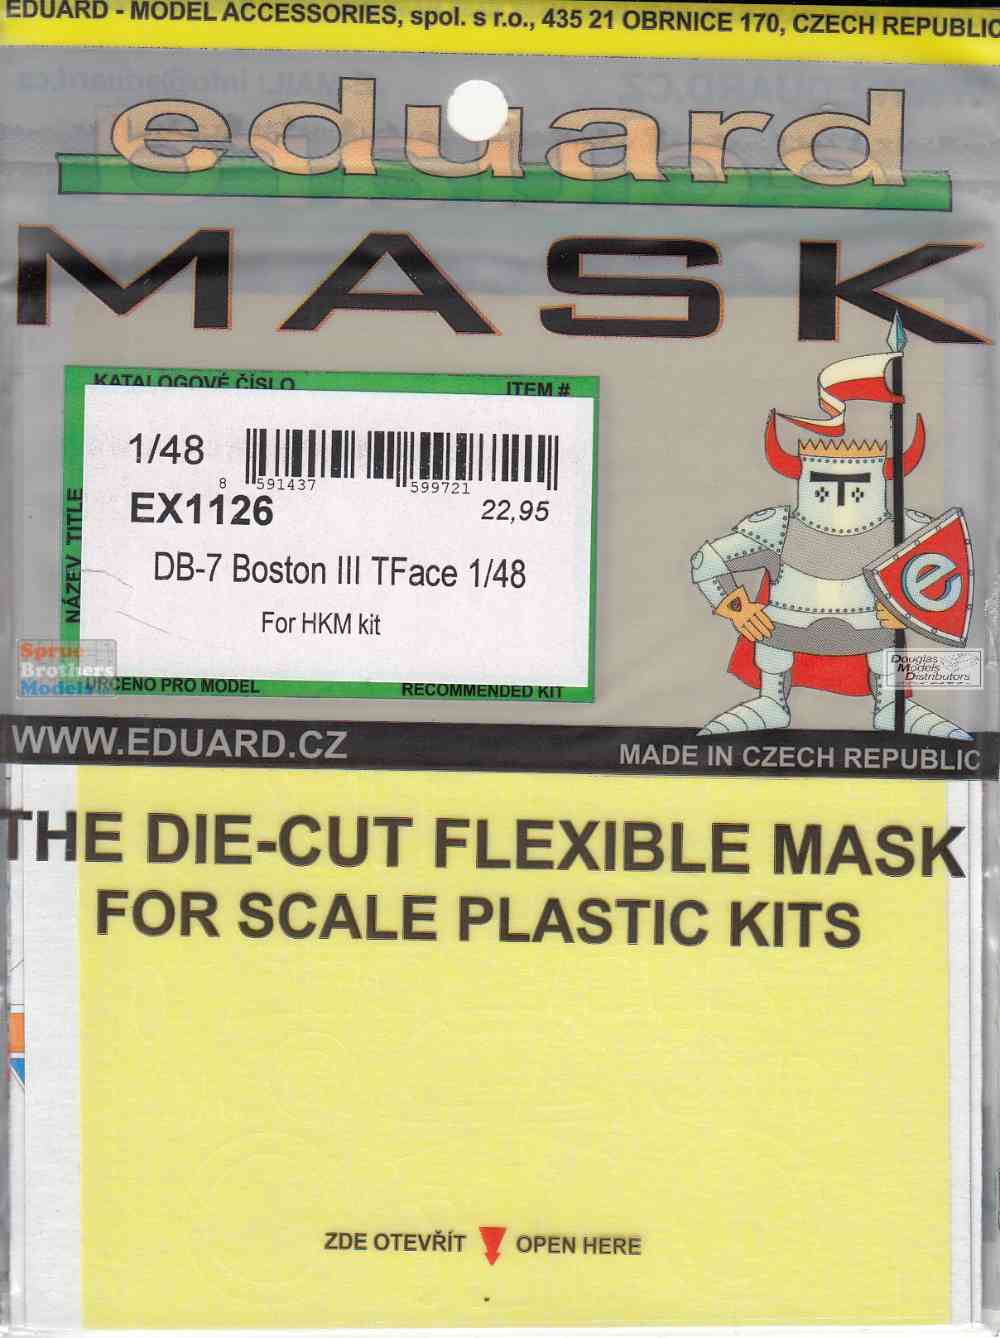 EDUARD - MODEL ACCESSORIES, spol. s r.o., 435 21 OBRNICE 170, CZECH REPUBLIC
eduard
MASK
KATALOGOVÉ ČÍSLO ITEM #
1/48
8 591437 599721
EX1126 22,95
NÁZEV TITLE
DB-7 Boston III TFace 1/48
For HKM kit
e
Sprue
Brothers
Models
Douglas
Models
Distributors
URČENO PRO MODEL RECOMMENDED KIT
WWW.EDUARD.CZ MADE IN CZECH REPUBLIC
THE DIE-CUT FLEXIBLE MASK
FOR SCALE PLASTIC KITS
ZDE OTEVŘÍT OPEN HERE